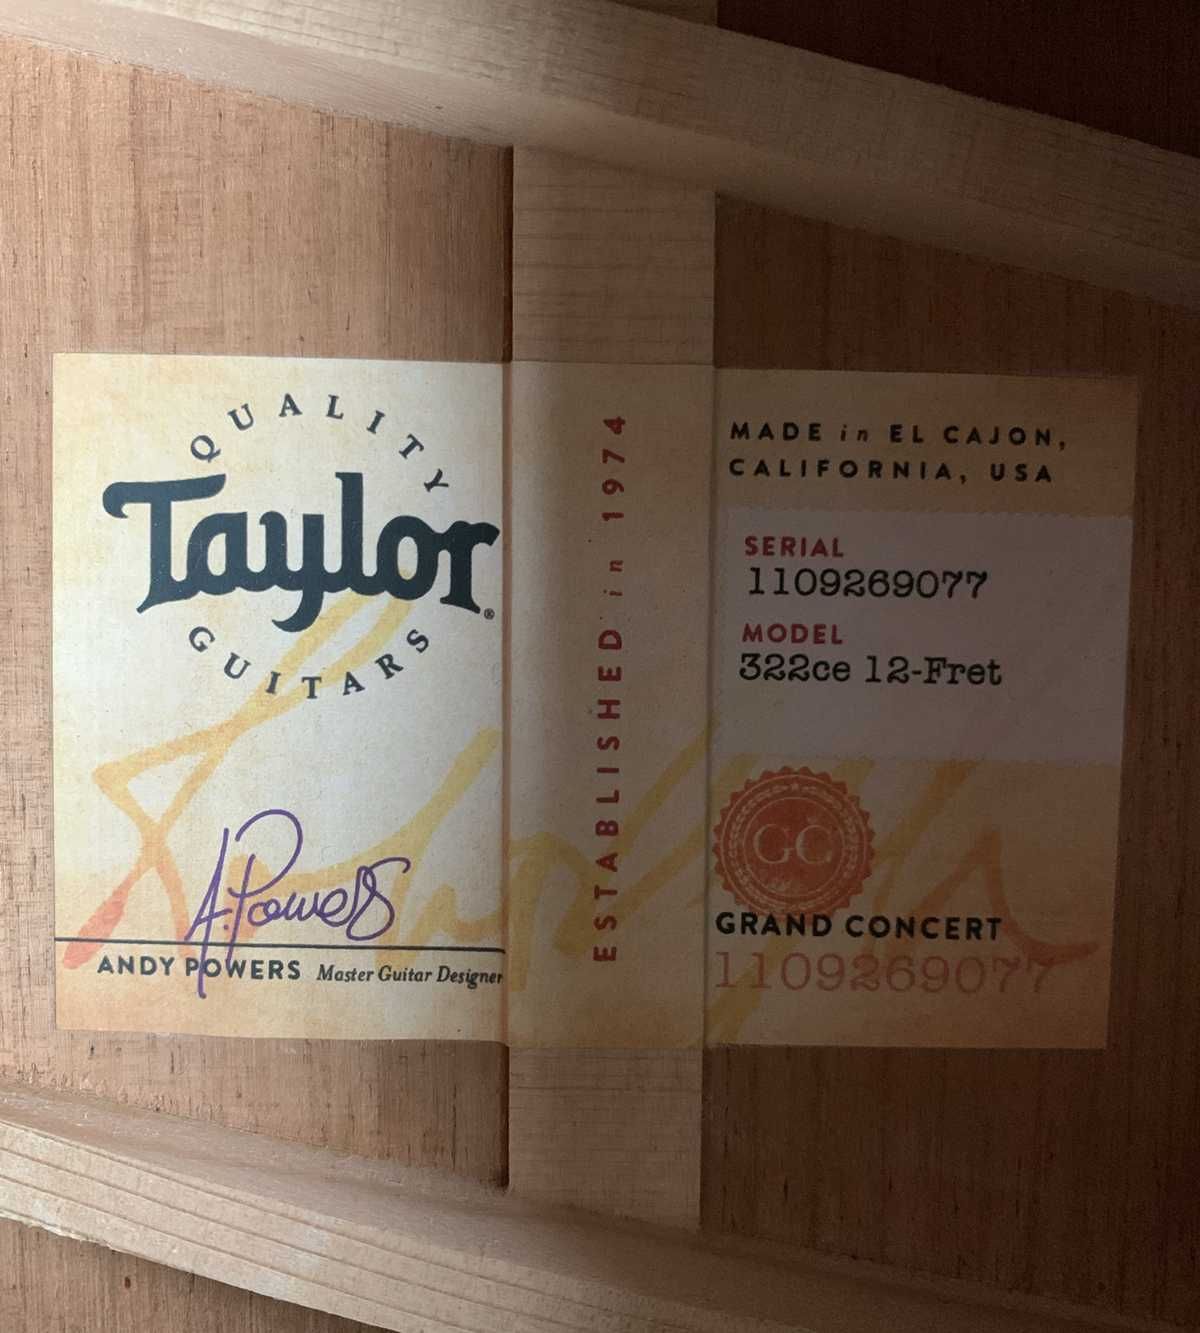 QUALITY
Taylor®
GUITARS
A. Powers
ANDY POWERS Master Guitar Designer
ESTABLISHED in 1974
MADE in EL CAJON,
CALIFORNIA, USA
SERIAL
1109269077
MODEL
322ce 12-Fret
GC
GRAND CONCERT
1109269077